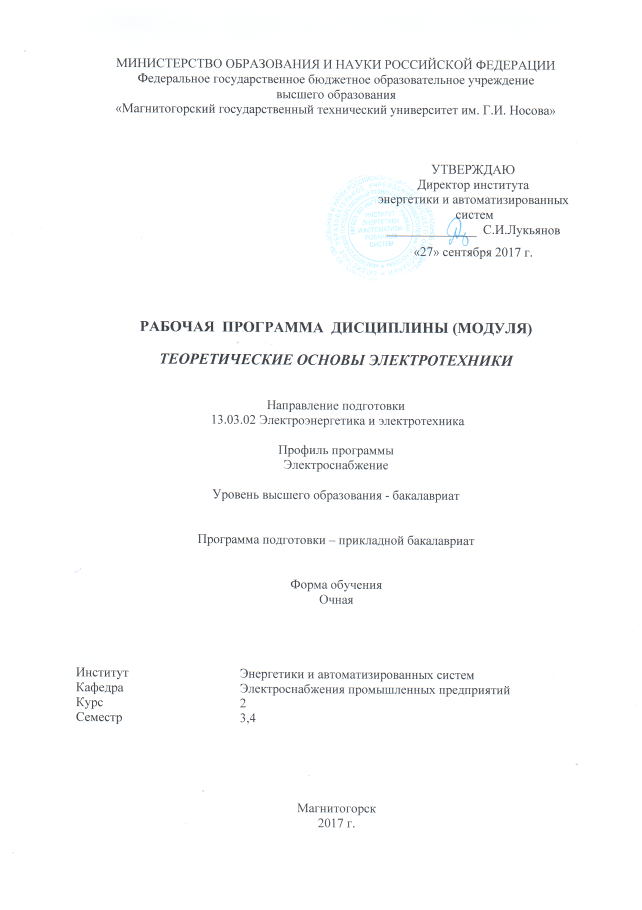 МИНИСТЕРСТВО ОБРАЗОВАНИЯ И НАУКИ РОССИЙСКОЙ ФЕДЕРАЦИИ
Федеральное государственное бюджетное образовательное учреждение
высшего образования
«Магнитогорский государственный технический университет им. Г.И. Носова»
УТВЕРЖДАЮ
Директор института
энергетики и автоматизированных
систем
С.И.Лукьянов
«27» сентября 2017 г.
РАБОЧАЯ ПРОГРАММА ДИСЦИПЛИНЫ (МОДУЛЯ)
ТЕОРЕТИЧЕСКИЕ ОСНОВЫ ЭЛЕКТРОТЕХНИКИ
Направление подготовки
13.03.02 Электроэнергетика и электротехника
Профиль программы
Электроснабжение
Уровень высшего образования - бакалавриат
Программа подготовки – прикладной бакалавриат
Форма обучения
Очная
Институт Энергетики и автоматизированных систем
Кафедра Электроснабжения промышленных предприятий
Курс 2
Семестр 3,4
Магнитогорск
2017 г.